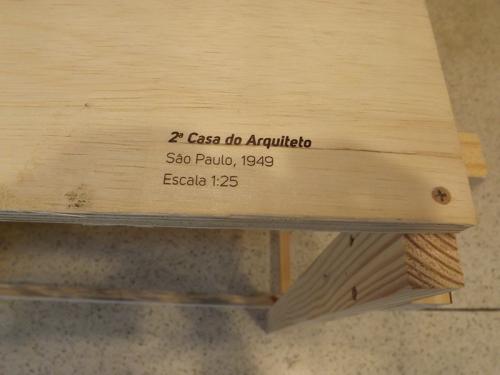 2ª Casa do Arquiteto
São Paulo, 1949
Escala 1:25